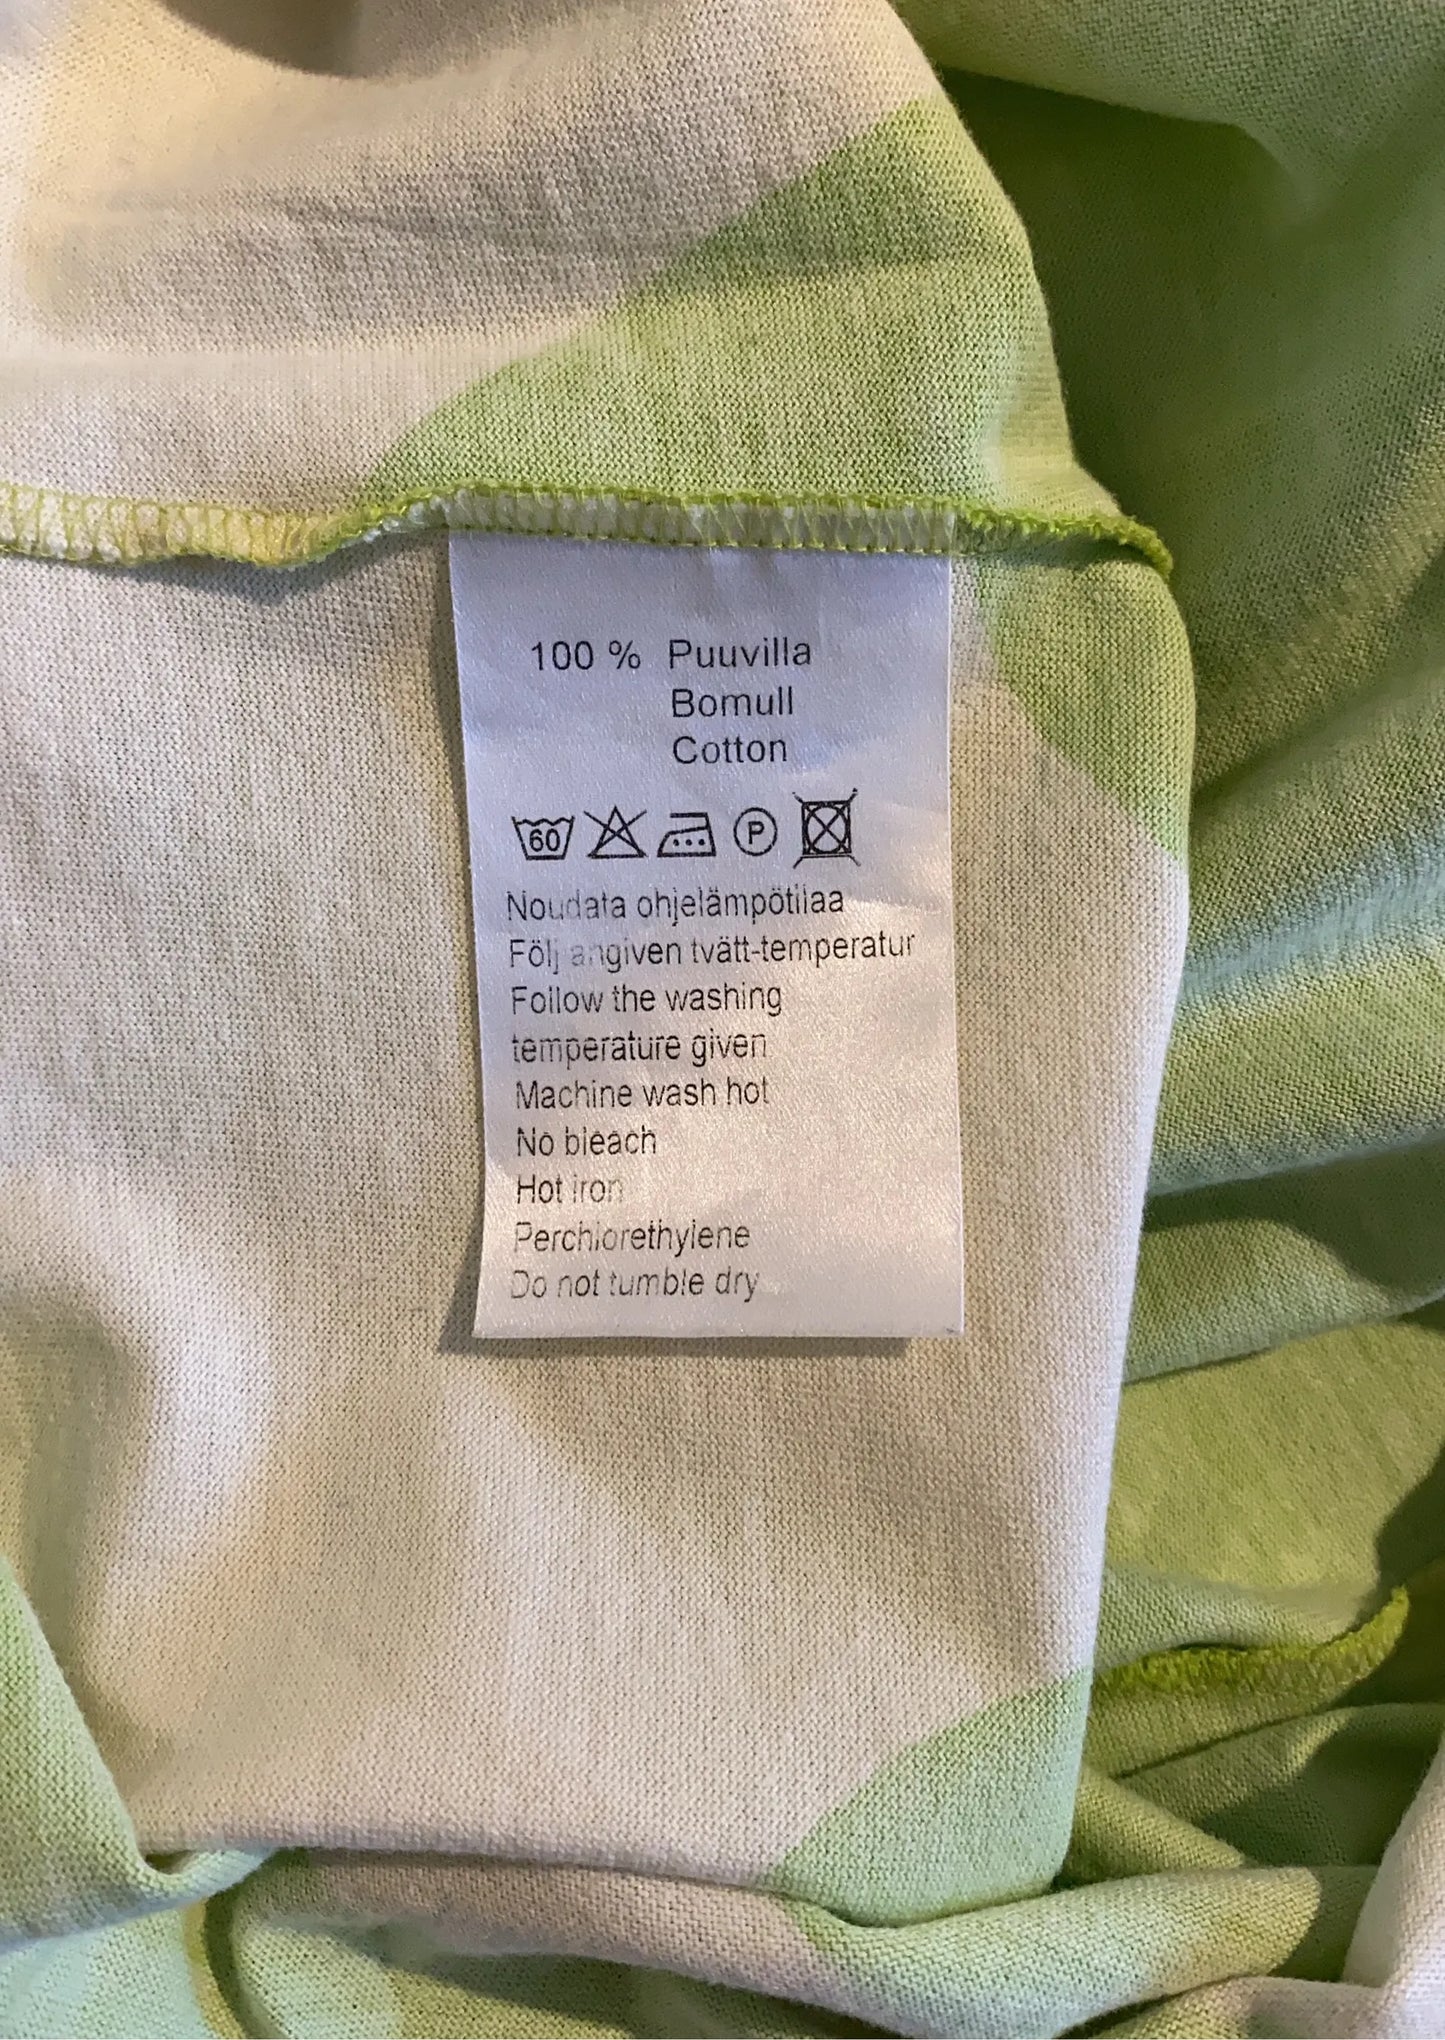 100 % Puuvilla
Bomull
Cotton
60 P
Noudata ohjelämpötilaa
Följ angiven tvätt-temperatur
Follow the washing
temperature given
Machine wash hot
No bleach
Hot iron
Perchlorethylene
Do not tumble dry